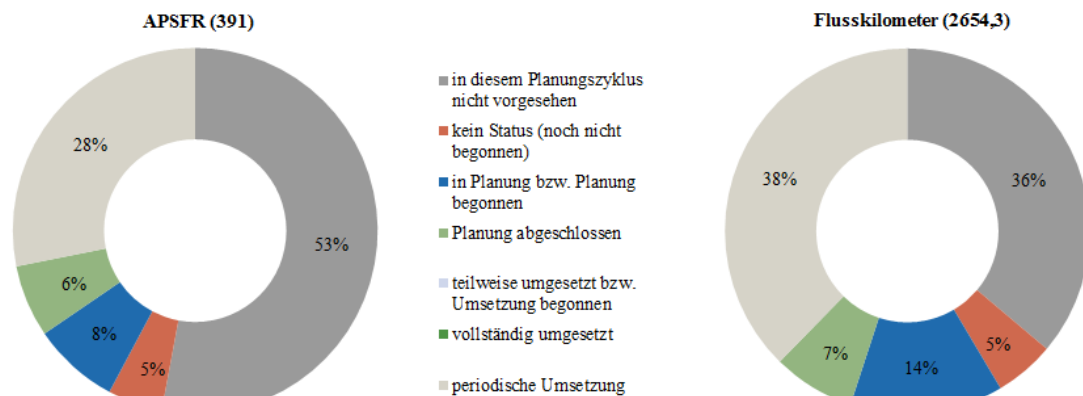 APSFR (391)
28%
53%
6%
8%
5%
in diesem Planungszyklus
nicht vorgesehen
kein Status (noch nicht
begonnen)
in Planung bzw. Planung
begonnen
Planung abgeschlossen
teilweise umgesetzt bzw.
Umsetzung begonnen
vollständig umgesetzt
periodische Umsetzung
Flusskilometer (2654,3)
38%
36%
7%
14%
5%